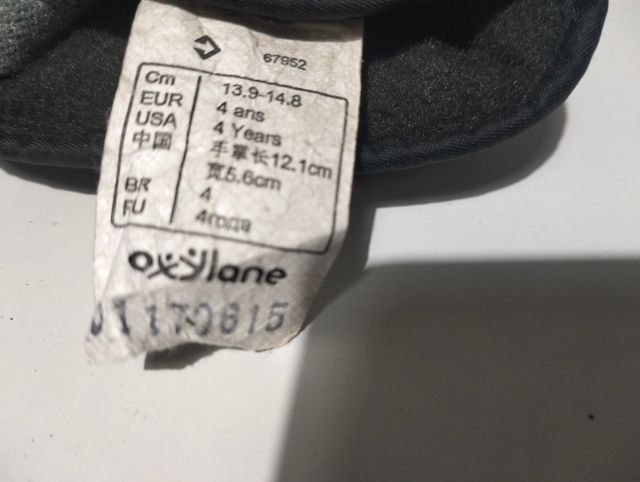 67952
Cm 13.9-14.8
EUR 4 ans
USA 4 Years
中国 手掌长12.1cm
宽5.6cm
BR 4
RU 4года
oxylane
1170615